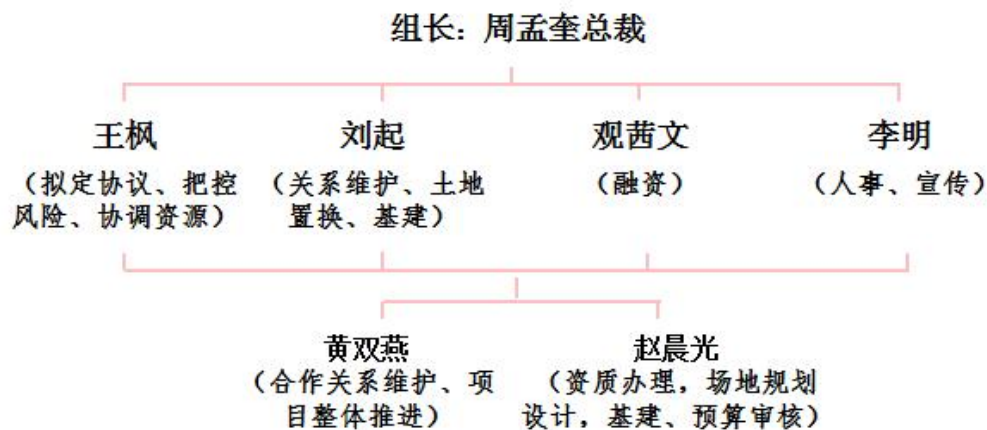 组长：周孟奎总裁
王枫
刘起
观茜文
李明
（拟定协议、把控
风险、协调资源）
（关系维护、土地
置换、基建）
（融资）
（人事、宣传）
黄双燕
赵晨光
（合作关系维护、项
目整体推进）
（资质办理，场地规划
设计，基建、预算审核）